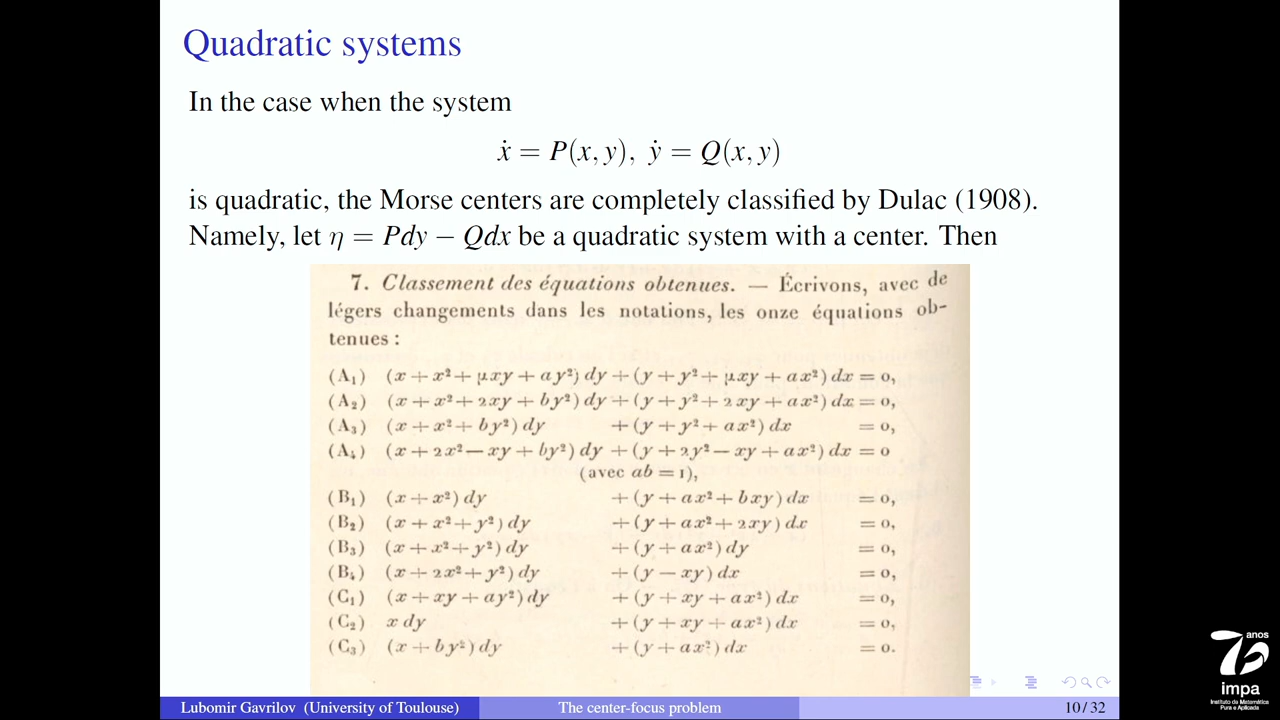 Quadratic systems
In the case when the system
ẋ = P(x, y), ẏ = Q(x, y)
is quadratic, the Morse centers are completely classified by Dulac (1908).
Namely, let η = Pdy − Qdx be a quadratic system with a center. Then
7. Classement des équations obtenues. — Écrivons, avec de
légers changements dans les notations, les onze équations ob-
tenues :
(A₁) (x + x² + μxy + ay²) dy + (y + y² + μxy + ax²) dx = 0,
(A₂) (x + x² + 2xy + by²) dy + (y + y² + 2xy + ax²) dx = 0,
(A₃) (x + x² + by²) dy + (y + y² + ax²) dx = 0,
(A₄) (x + 2x² — xy + by²) dy + (y + 2y² — xy + ax²) dx = 0
(avec ab = 1),
(B₁) (x + x²) dy + (y + ax² + bxy) dx = 0,
(B₂) (x + x² + y²) dy + (y + ax² + 2xy) dx = 0,
(B₃) (x + x² + y²) dy + (y + ax²) dy = 0,
(B₄) (x + 2x² + y²) dy + (y — xy) dx = 0,
(C₁) (x + xy + ay²) dy + (y + xy + ax²) dx = 0,
(C₂) x dy + (y + xy + ax²) dx = 0,
(C₃) (x + by²) dy + (y + ax²) dx = 0.
Lubomir Gavrilov (University of Toulouse) The center-focus problem 10 / 32
anos
impa
Instituto de Matemática
Pura e Aplicada